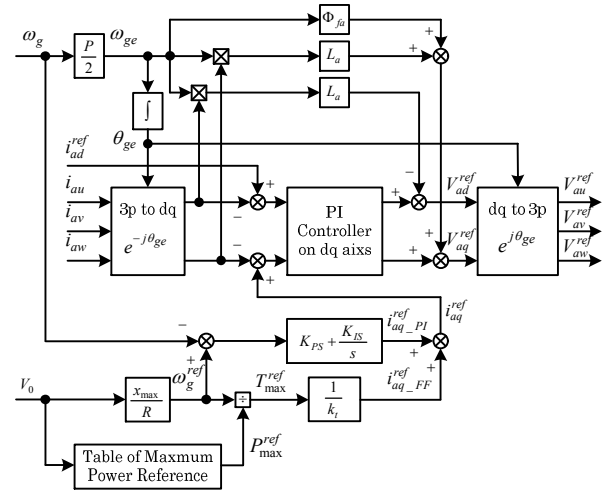 ω_g
P/2
ω_ge
Φ_fa
+
+
L_a
L_a
∫
θ_ge
i_ad^ref
i_au
i_av
i_aw
3p to dq
e^{-jθ_ge}
+
−
−
+
PI
Controller
on dq aixs
+
−
+
+
V_ad^ref
V_aq^ref
dq to 3p
e^{jθ_ge}
V_au^ref
V_av^ref
V_aw^ref
−
+
K_PS + K_IS/s
i_aq_PI^ref
+
+
i_aq^ref
i_aq_FF^ref
V_0
x_max/R
ω_g^ref
÷
T_max^ref
1/k_t
P_max^ref
Table of Maxmum
Power Reference